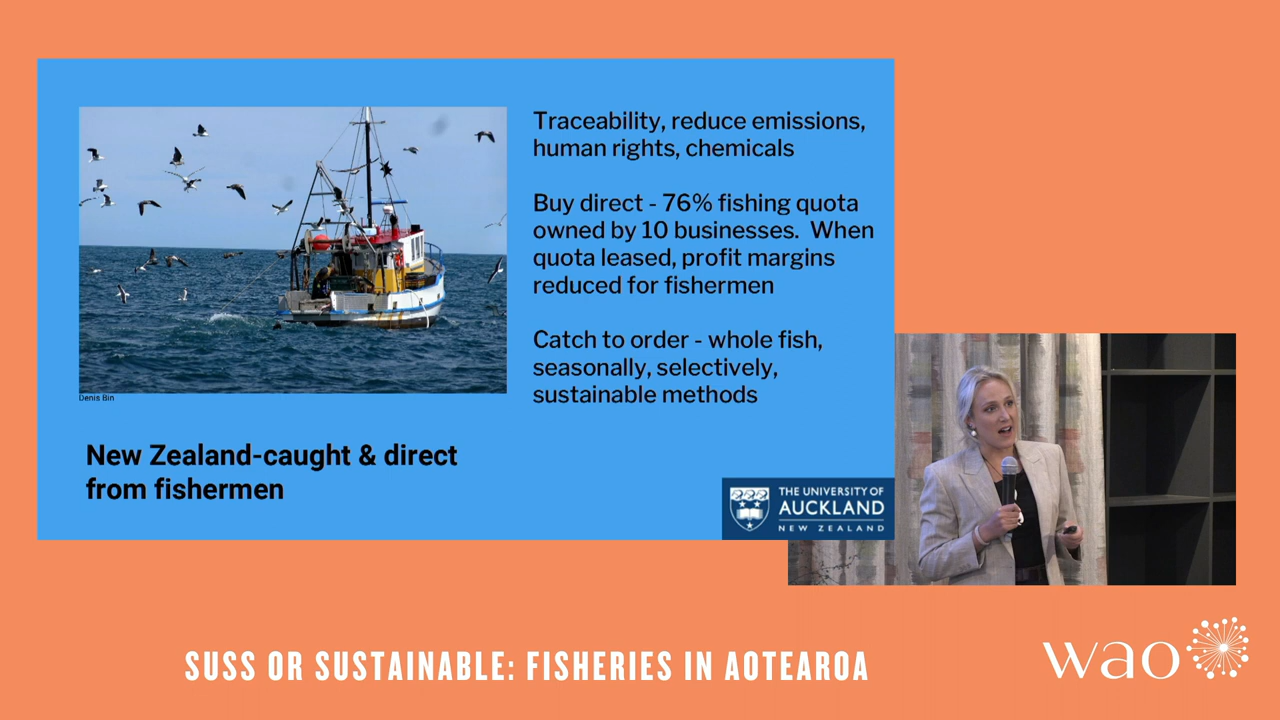 Traceability, reduce emissions,
human rights, chemicals
Buy direct - 76% fishing quota
owned by 10 businesses.  When
quota leased, profit margins
reduced for fishermen
Catch to order - whole fish,
seasonally, selectively,
sustainable methods
Denis Bin
New Zealand-caught & direct
from fishermen
THE UNIVERSITY OF
AUCKLAND
NEW ZEALAND
SUSS OR SUSTAINABLE: FISHERIES IN AOTEAROA
wao